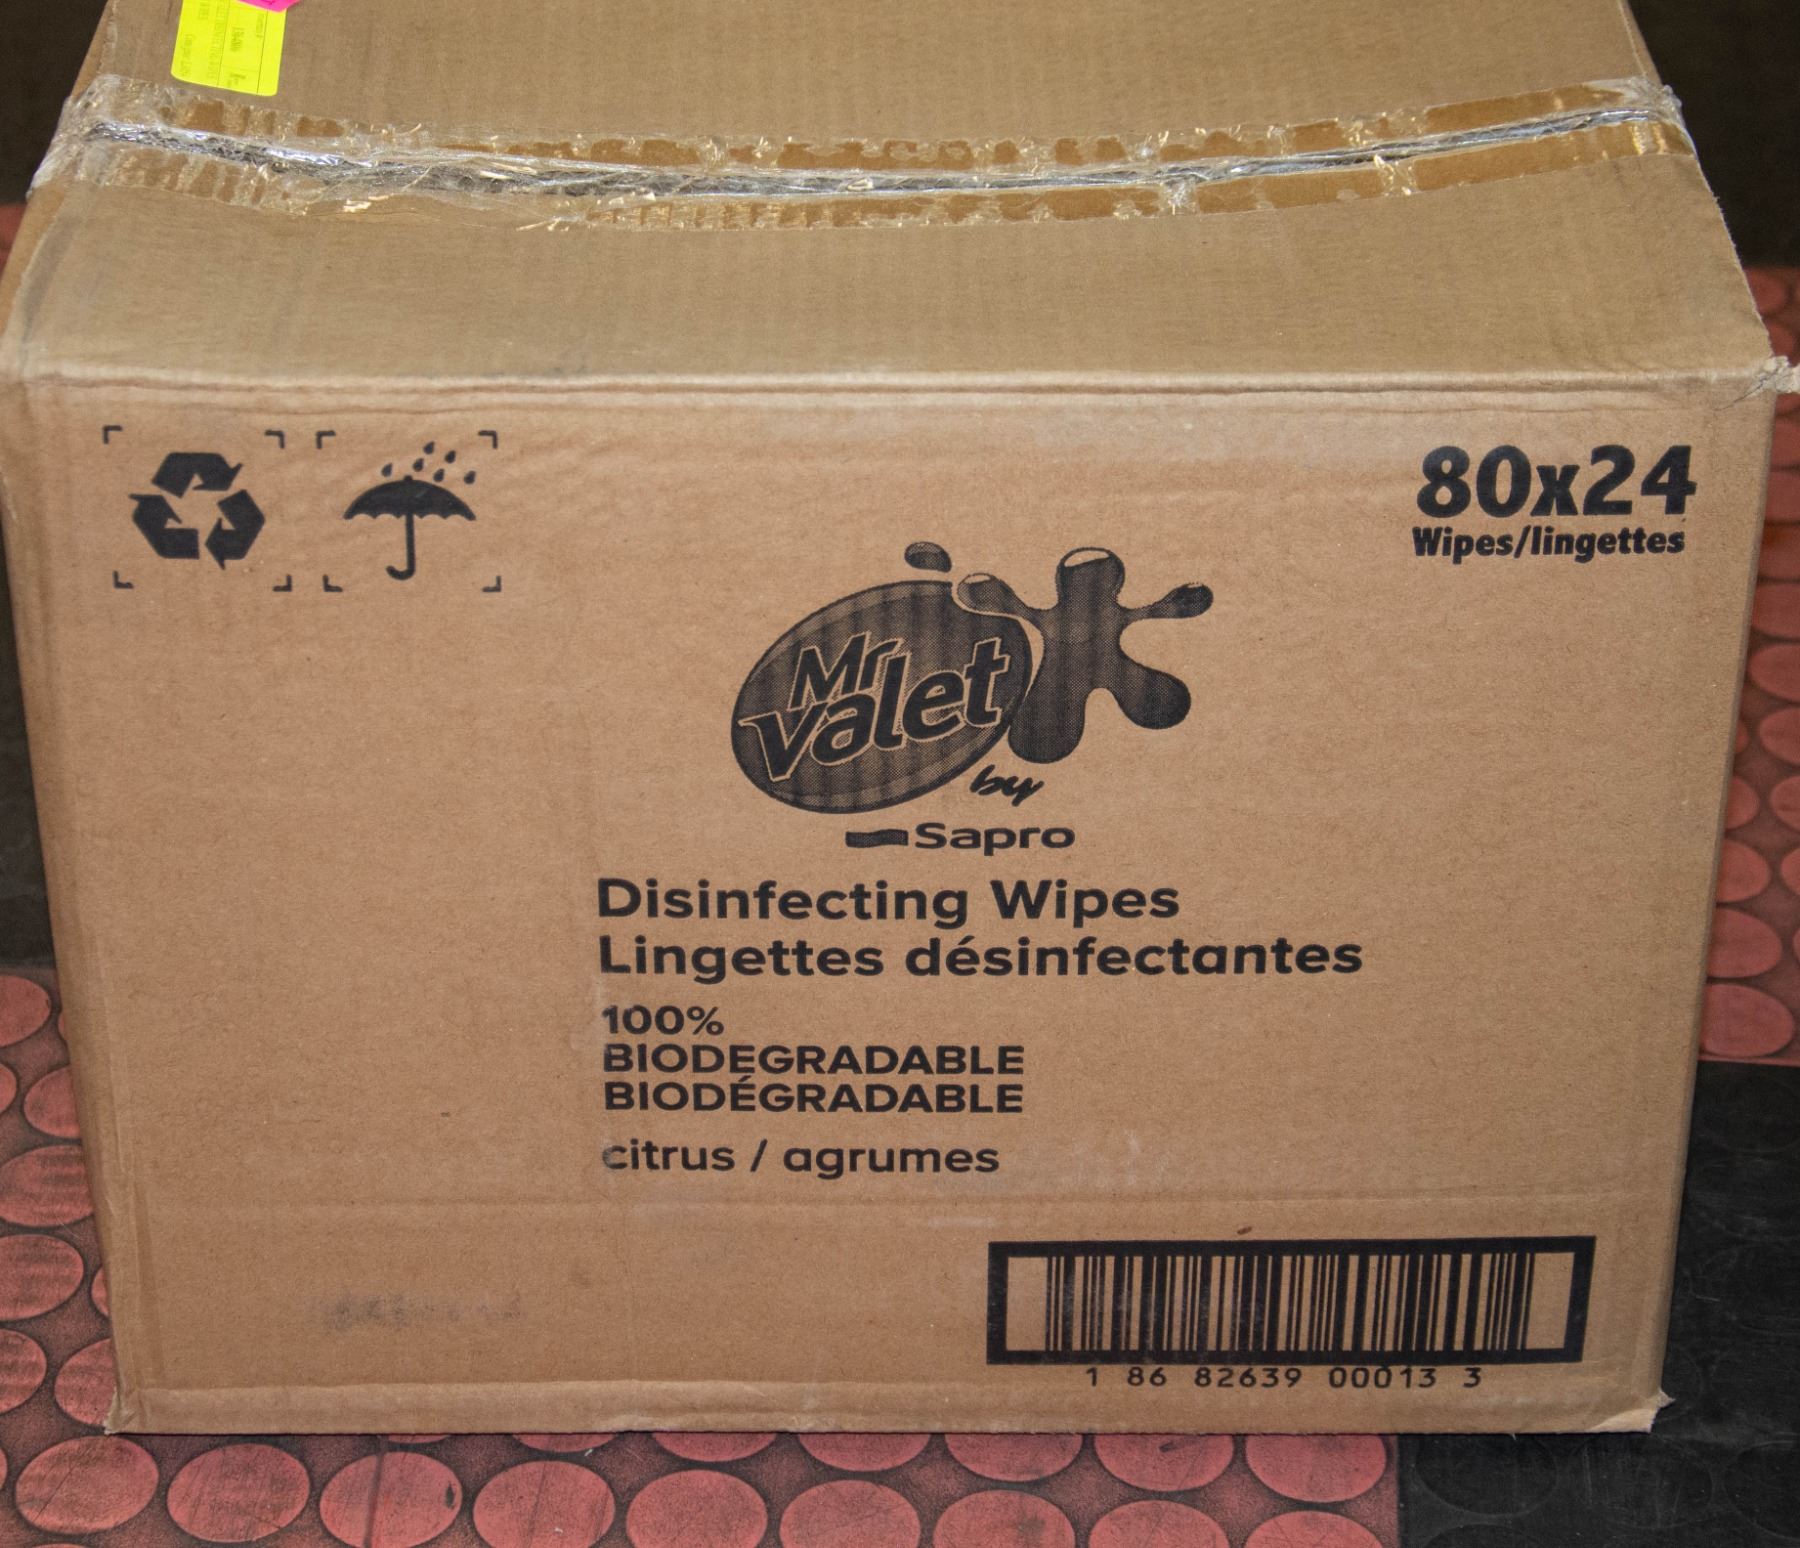 80x24
Wipes/lingettes
Mr
valet
by
Sapro
Disinfecting Wipes
Lingettes désinfectantes
100%
BIODEGRADABLE
BIODÉGRADABLE
citrus / agrumes
1 86 82639 00013 3